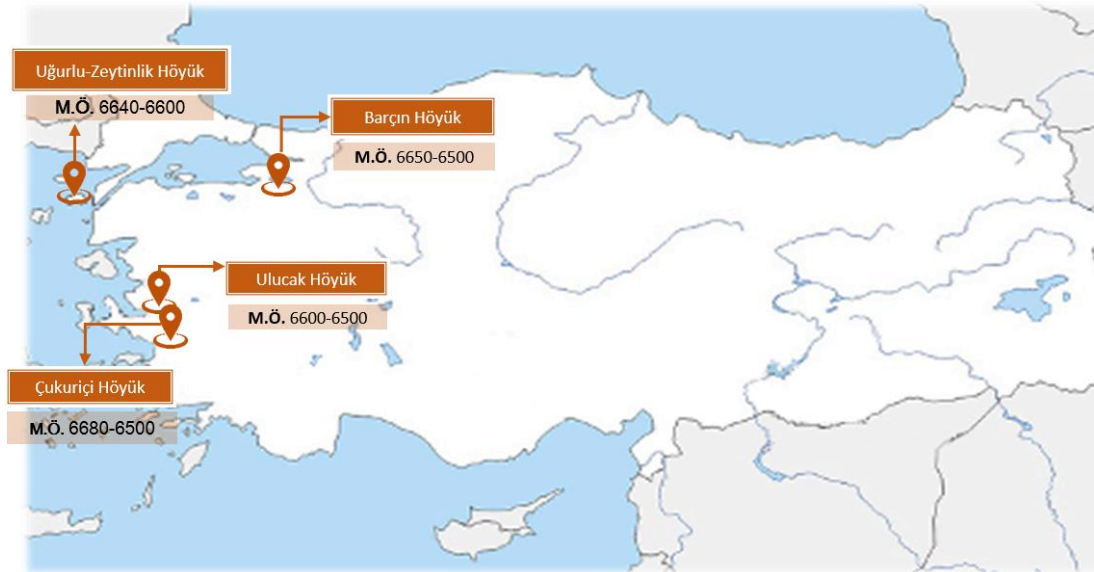 Uğurlu-Zeytinlik Höyük
M.Ö. 6640-6600
Barçın Höyük
M.Ö. 6650-6500
Ulucak Höyük
M.Ö. 6600-6500
Çukuriçi Höyük
M.Ö. 6680-6500